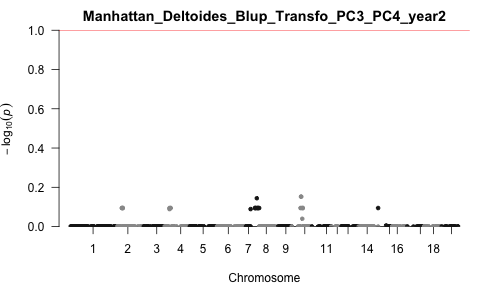 Manhattan_Deltoides_Blup_Transfo_PC3_PC4_year2
1.0
0.8
0.6
0.4
0.2
0.0
− log10(p)
1 2 3 4 5 6 7 8 9 11 14 16 18
Chromosome